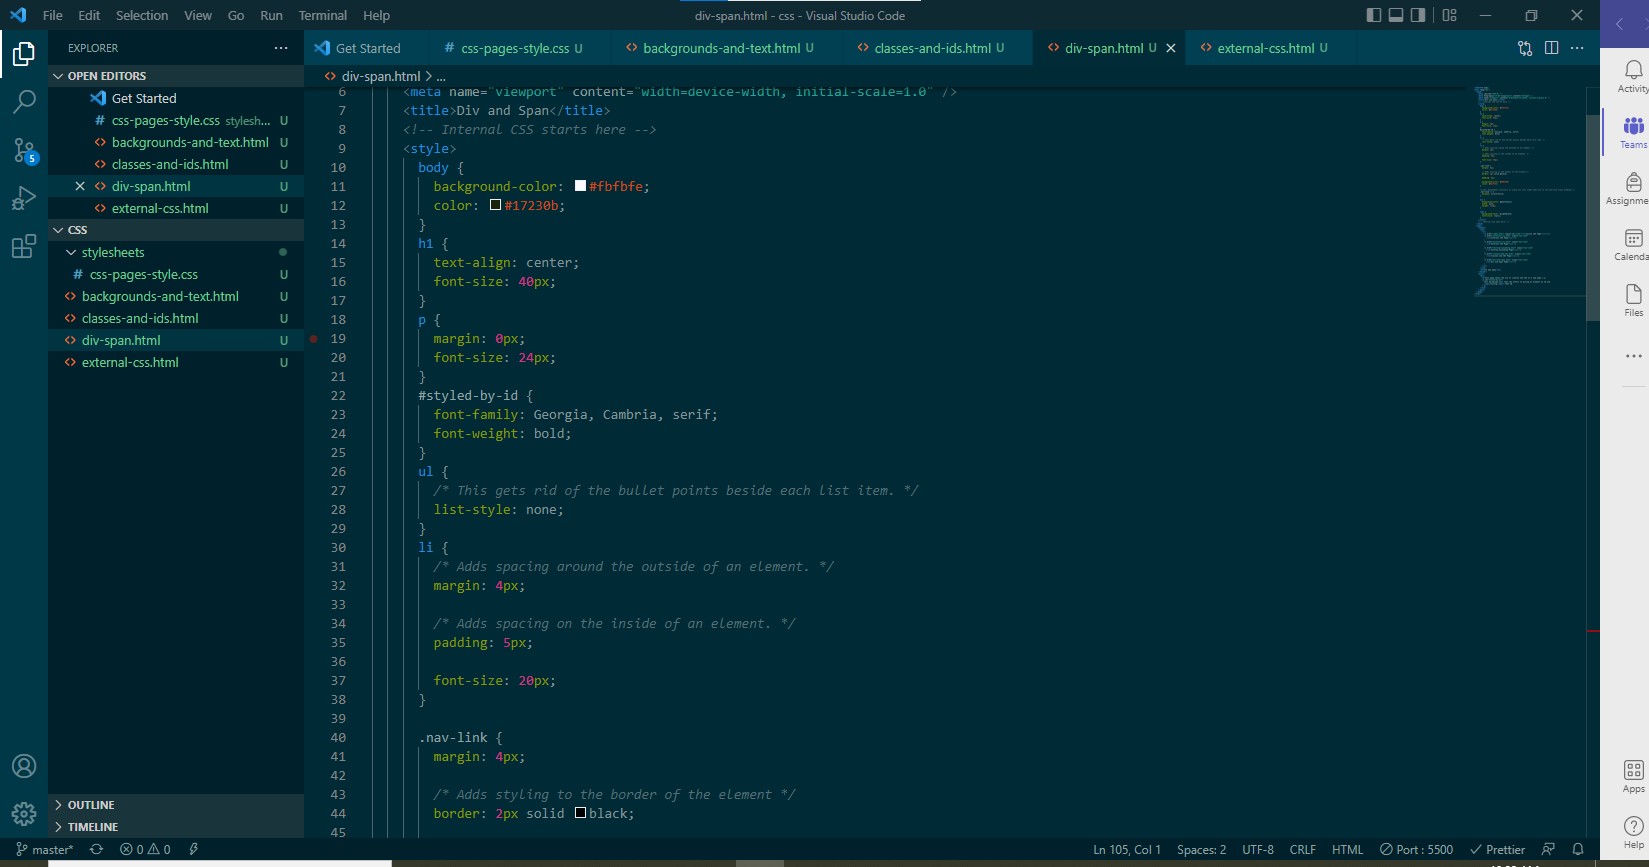 File Edit Selection View Go Run Terminal Help
div-span.html - css - Visual Studio Code
EXPLORER
OPEN EDITORS
Get Started
# css-pages-style.css stylesh... U
<> backgrounds-and-text.html U
<> classes-and-ids.html U
<> div-span.html U
<> external-css.html U
CSS
stylesheets
# css-pages-style.css U
<> backgrounds-and-text.html U
<> classes-and-ids.html U
<> div-span.html U
<> external-css.html U
OUTLINE
TIMELINE
5
Get Started # css-pages-style.css U <> backgrounds-and-text.html U <> classes-and-ids.html U <> div-span.html U <> external-css.html U
<> div-span.html > ...
6 <meta name="viewport" content="width=device-width, initial-scale=1.0" />
7 <title>Div and Span</title>
8 <!-- Internal CSS starts here -->
9 <style>
10 body {
11 background-color: #fbfbfe;
12 color: #17230b;
13 }
14 h1 {
15 text-align: center;
16 font-size: 40px;
17 }
18 p {
19 margin: 0px;
20 font-size: 24px;
21 }
22 #styled-by-id {
23 font-family: Georgia, Cambria, serif;
24 font-weight: bold;
25 }
26 ul {
27 /* This gets rid of the bullet points beside each list item. */
28 list-style: none;
29 }
30 li {
31 /* Adds spacing around the outside of an element. */
32 margin: 4px;
33
34 /* Adds spacing on the inside of an element. */
35 padding: 5px;
36
37 font-size: 20px;
38 }
39
40 .nav-link {
41 margin: 4px;
42
43 /* Adds styling to the border of the element */
44 border: 2px solid black;
45
master* 0 0
Ln 105, Col 1 Spaces: 2 UTF-8 CRLF HTML Port : 5500 Prettier
Activity
Teams
Assignme
Calenda
Files
Apps
Help